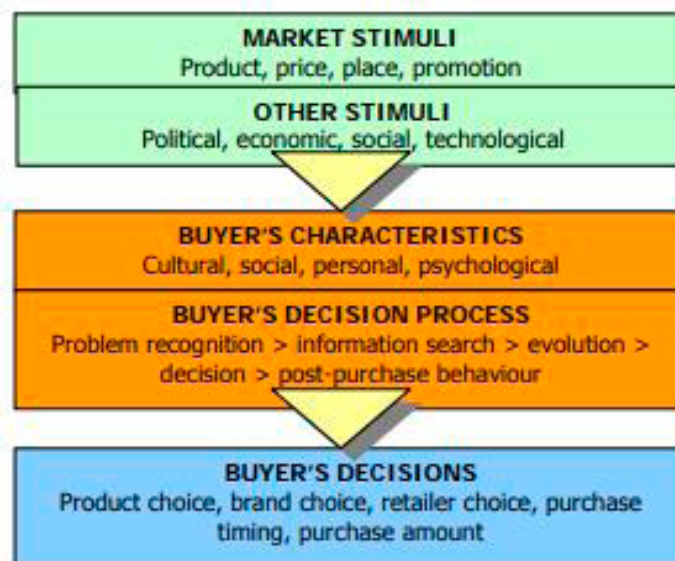 MARKET STIMULI
Product, price, place, promotion
OTHER STIMULI
Political, economic, social, technological
BUYER'S CHARACTERISTICS
Cultural, social, personal, psychological
BUYER'S DECISION PROCESS
Problem recognition > information search > evolution >
decision > post-purchase behaviour
BUYER'S DECISIONS
Product choice, brand choice, retailer choice, purchase
timing, purchase amount